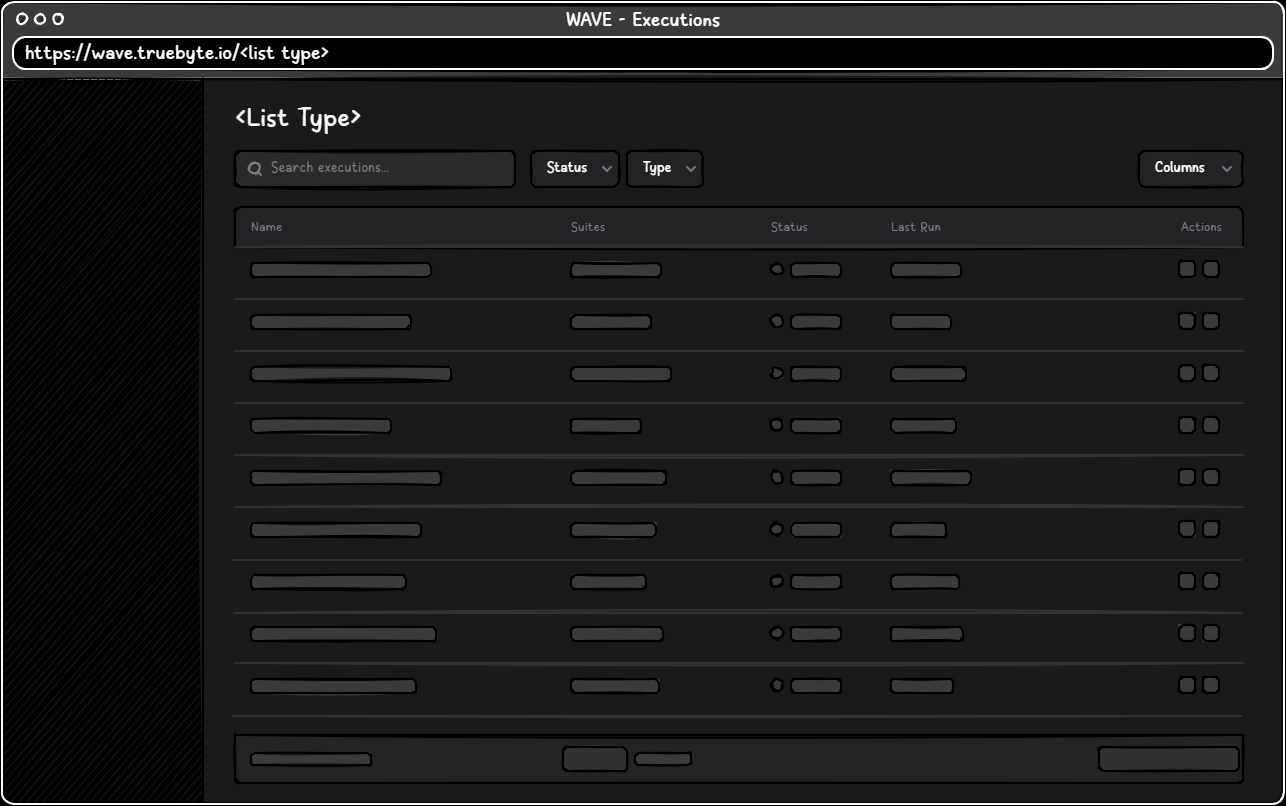 WAVE - Executions
https://wave.truebyte.io/<list type>
<List Type>
Search executions... Status Type Columns
Name Suites Status Last Run Actions